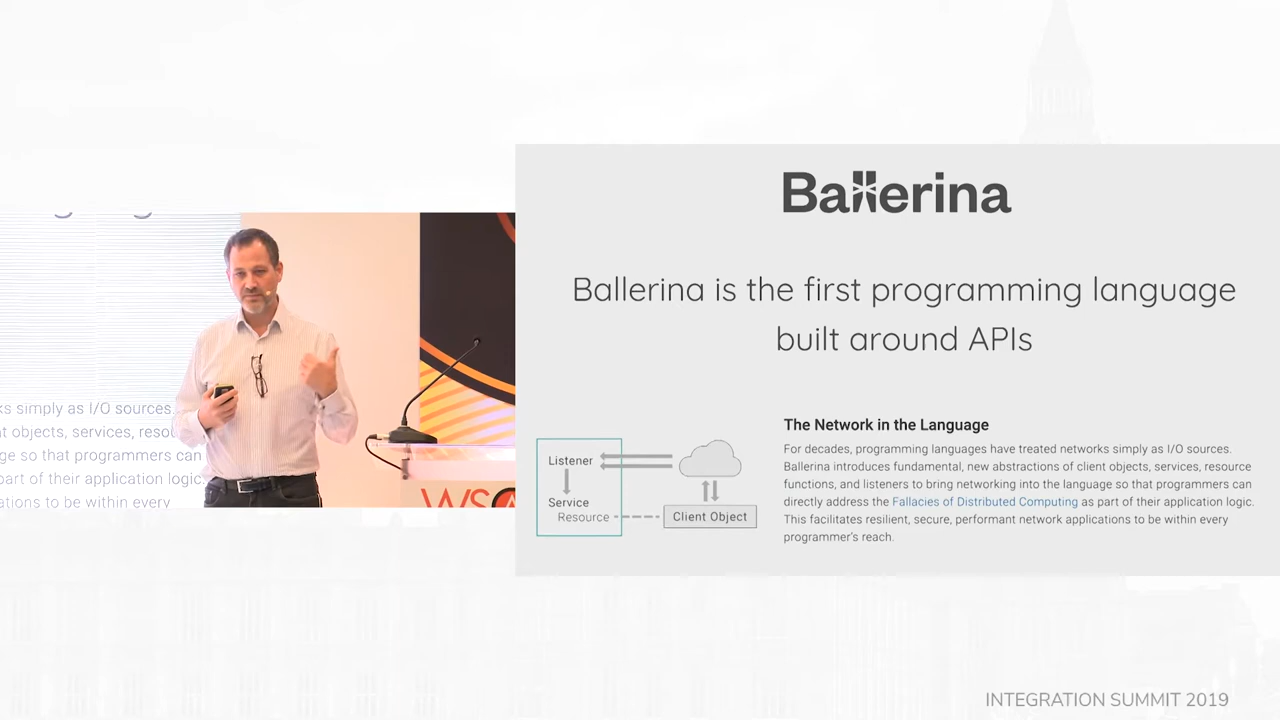 Ballerina
Ballerina is the first programming language
built around APIs
The Network in the Language
For decades, programming languages have treated networks simply as I/O sources.
Ballerina introduces fundamental, new abstractions of client objects, services, resource
functions, and listeners to bring networking into the language so that programmers can
directly address the Fallacies of Distributed Computing as part of their application logic.
This facilitates resilient, secure, performant network applications to be within every
programmer's reach.
Listener
Service
Resource
Client Object
ks simply as I/O sources.
at objects, services, resou
ge so that programmers can
part of their application logic.
ations to be within every
WSO
INTEGRATION SUMMIT 2019